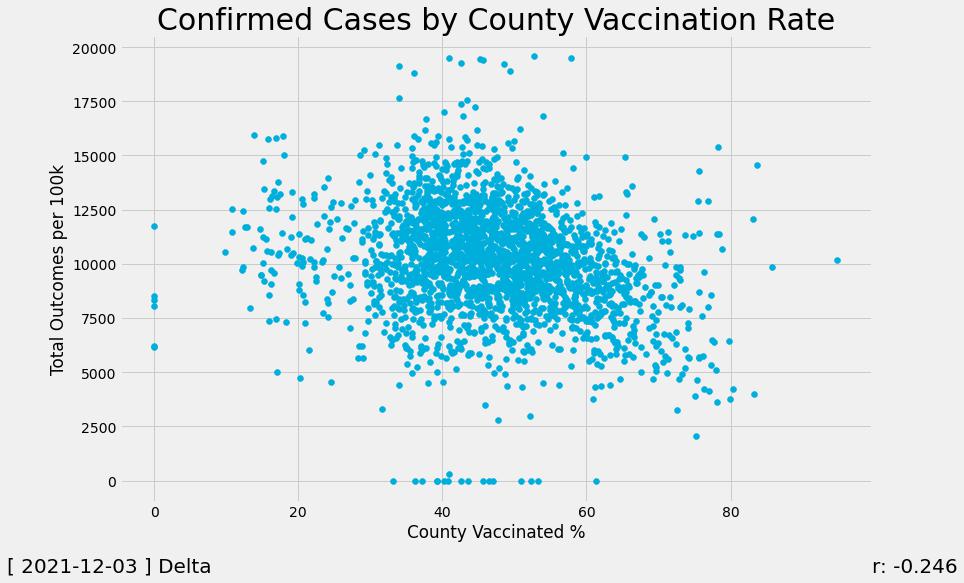 Confirmed Cases by County Vaccination Rate
Total Outcomes per 100k
20000
17500
15000
12500
10000
7500
5000
2500
0
0 20 40 60 80
County Vaccinated %
[ 2021-12-03 ] Delta
r: -0.246